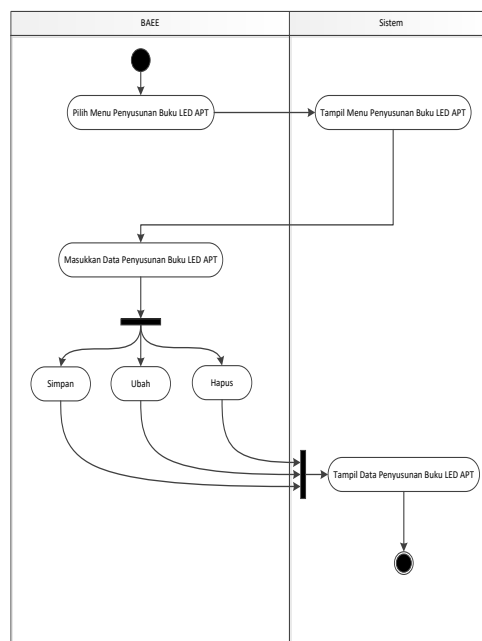 BAEE
Sistem
Pilih Menu Penyusunan Buku LED APT
Tampil Menu Penyusunan Buku LED APT
Masukkan Data Penyusunan Buku LED APT
Simpan
Ubah
Hapus
Tampil Data Penyusunan Buku LED APT